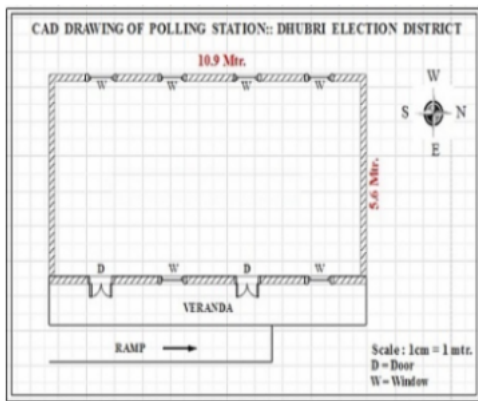 CAD DRAWING OF POLLING STATION:: DHUBRI ELECTION DISTRICT
10.9 Mtr.
W W W W
W
S N
E
5.6 Mtr.
D W D W
VERANDA
RAMP
Scale : 1cm = 1 mtr.
D = Door
W = Window